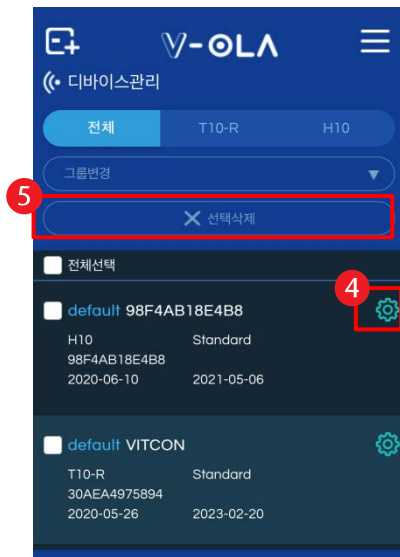 V-OLA
디바이스관리
전체 T10-R H10
그룹변경
5
선택삭제
전체선택
4
default 98F4AB18E4B8
H10 Standard
98F4AB18E4B8
2020-06-10 2021-05-06
default VITCON
T10-R Standard
30AEA4975894
2020-05-26 2023-02-20